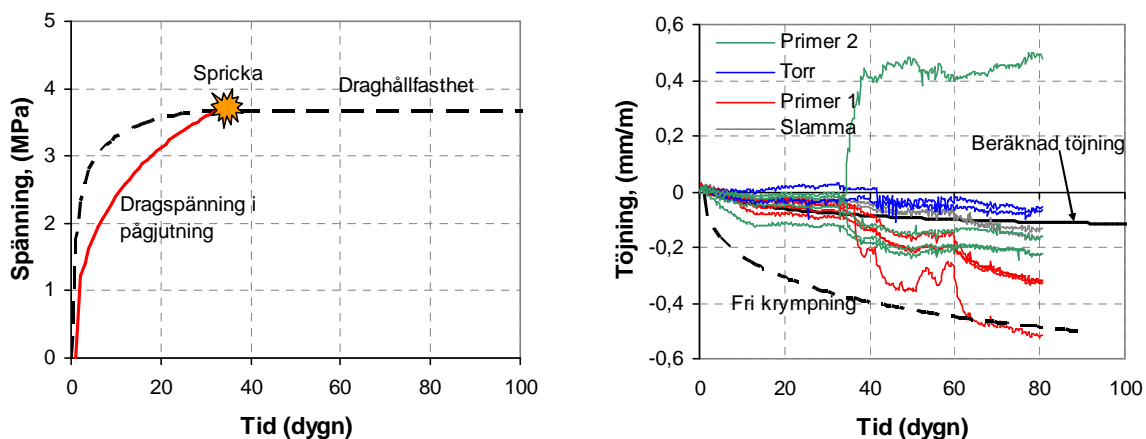 Spänning, (MPa)
5
4
3
2
1
0
Spricka
Draghållfasthet
Dragspänning i
pågjutning
0 20 40 60 80 100
Tid (dygn)
Töjning, (mm/m)
0,6
0,4
0,2
0
-0,2
-0,4
-0,6
Primer 2
Torr
Primer 1
Slamma
Beräknad töjning
Fri krympning
0 20 40 60 80 100
Tid (dygn)